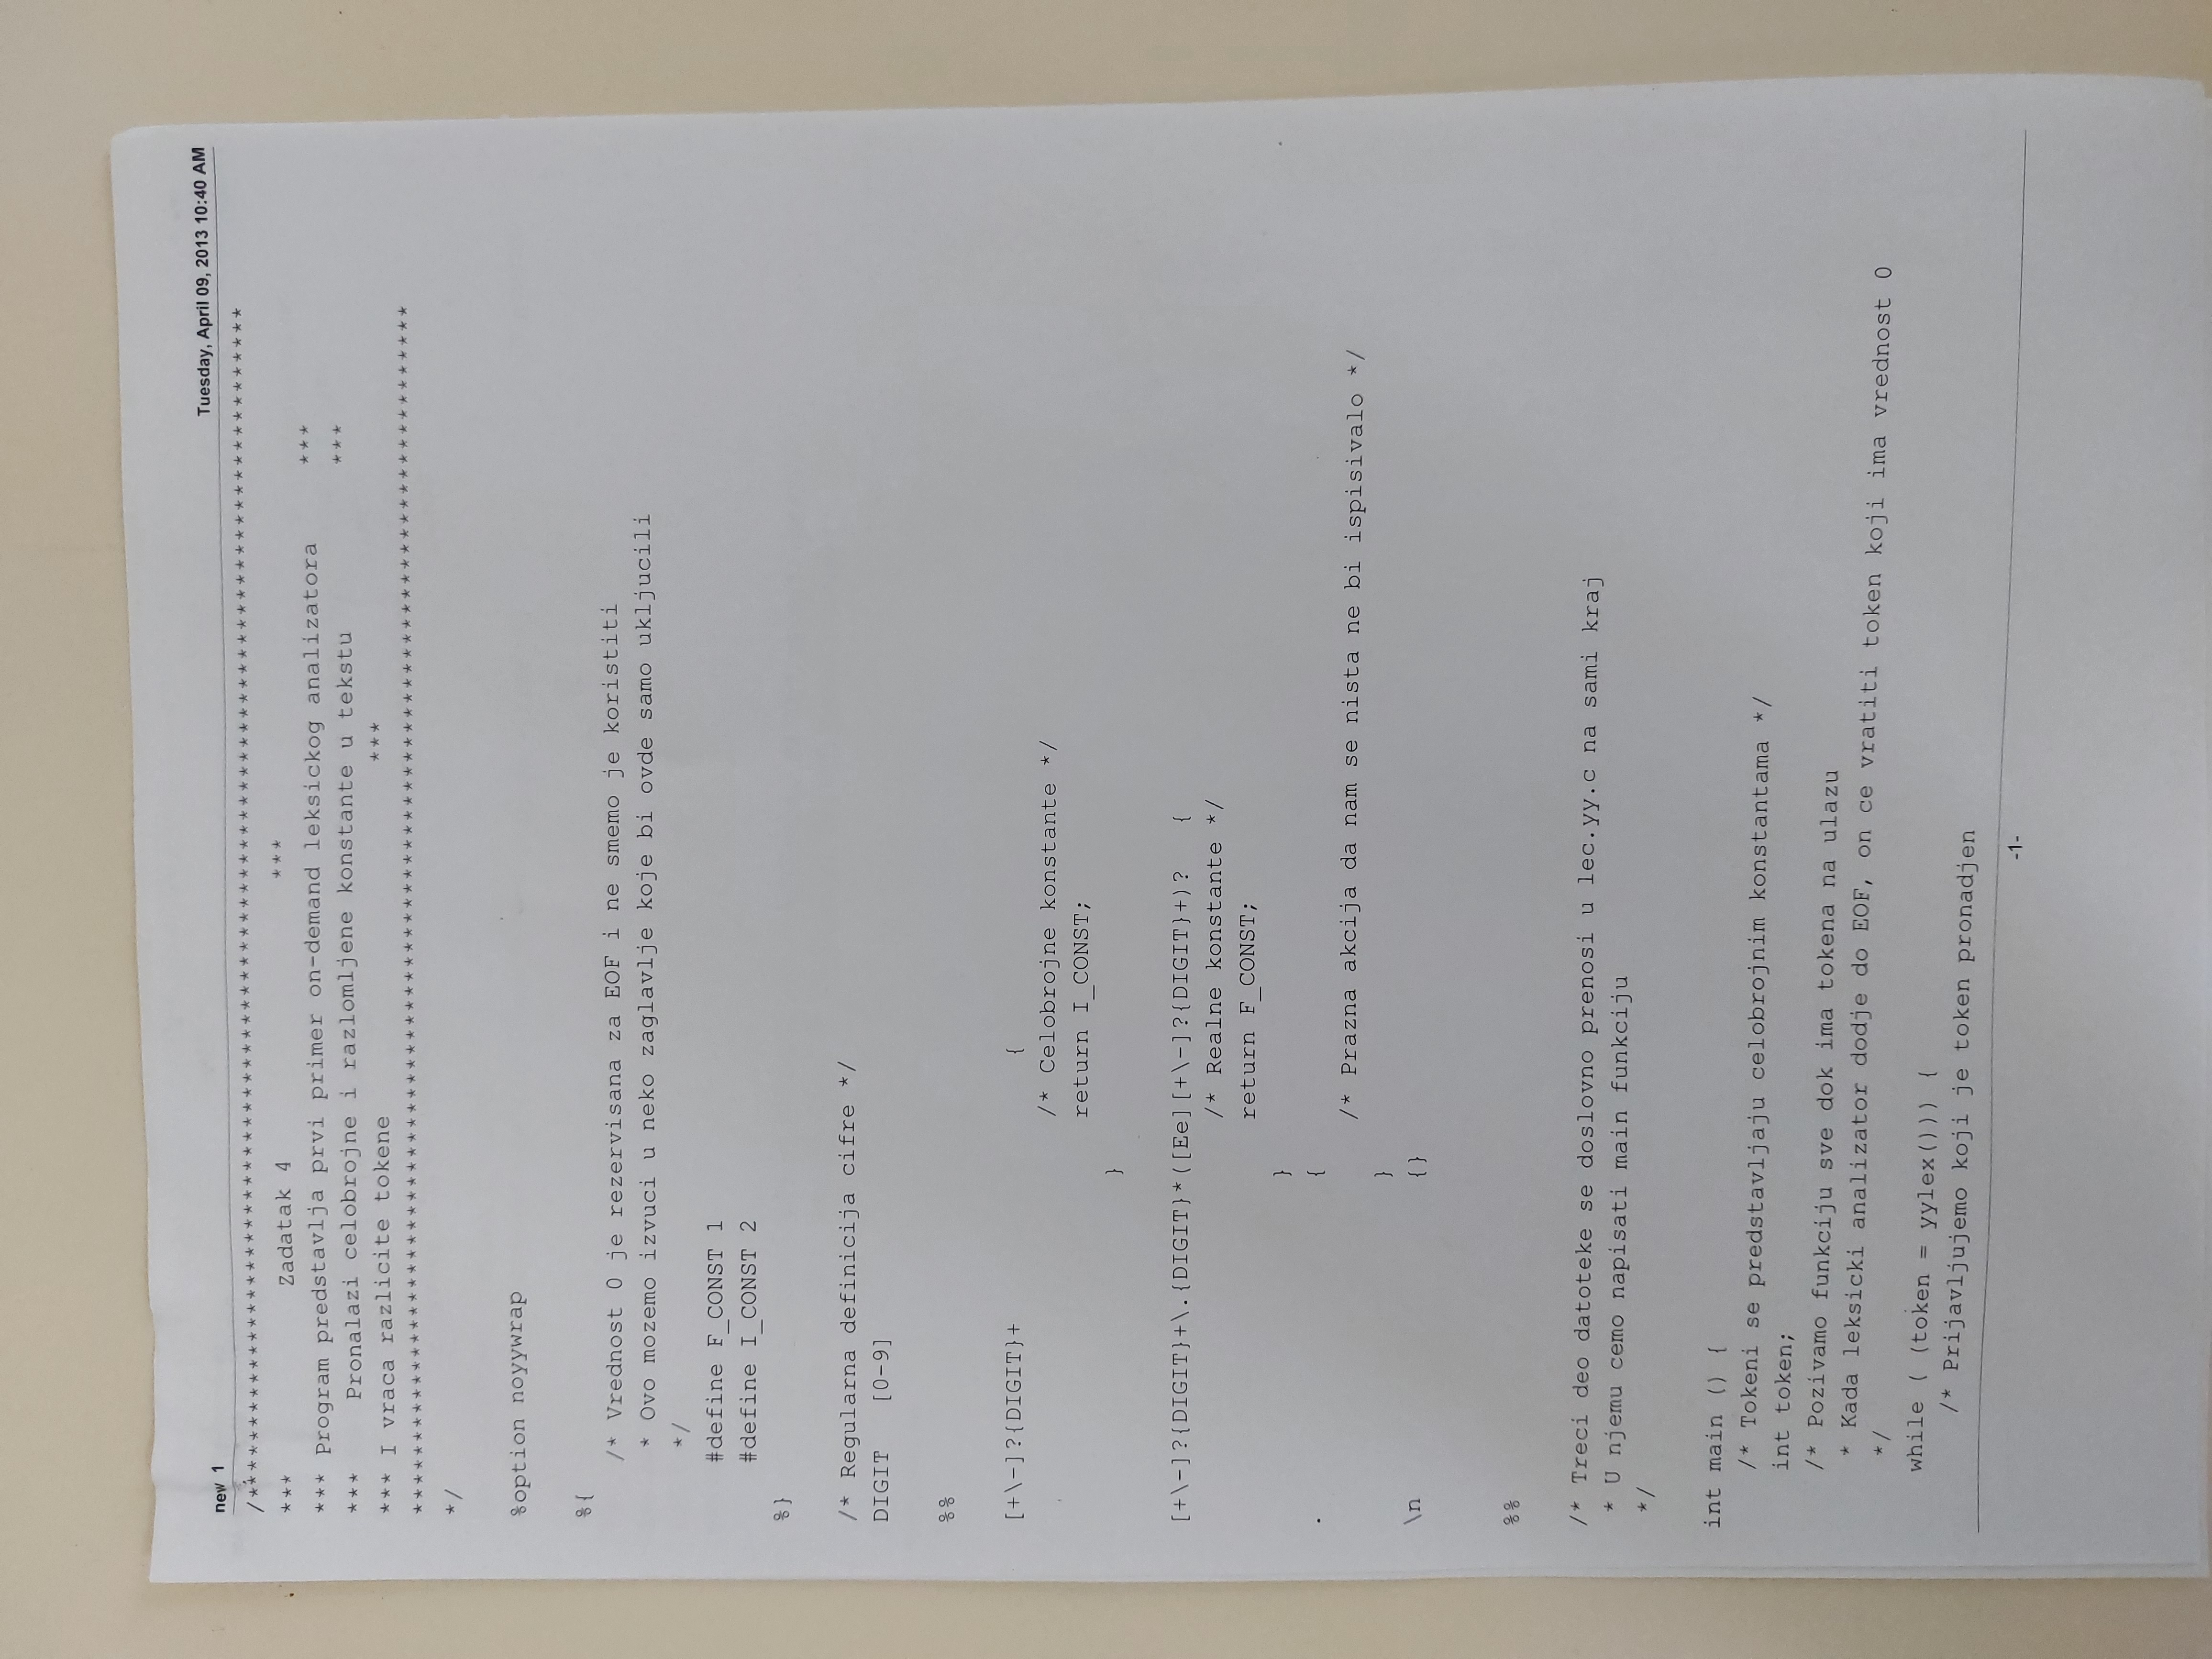 new 1
Tuesday, April 09, 2013 10:40 AM
/***********************************************************************************
*** Zadatak 4 ***
*** Program predstavlja prvi primer on-demand leksickog analizatora ***
*** Pronalazi celobrojne i razlomljene konstante u tekstu ***
*** I vraca razlicite tokene ***
************************************************************************************
*/
%option noyywrap
%{
/* Vrednost 0 je rezervisana za EOF i ne smemo je koristiti
* Ovo mozemo izvuci u neko zaglavlje koje bi ovde samo ukljucili
*/
#define F_CONST 1
#define I_CONST 2
%}
/* Regularna definicija cifre */
DIGIT [0-9]
%%
[+\-]?{DIGIT}+ {
/* Celobrojne konstante */
return I_CONST;
}
[+\-]?{DIGIT}+\.{DIGIT}*([Ee][+\-]?{DIGIT}+)? {
/* Realne konstante */
return F_CONST;
}
. {
/* Prazna akcija da nam se nista ne bi ispisivalo */
}
\n {}
%%
/* Treci deo datoteke se doslovno prenosi u lec.yy.c na sami kraj
* U njemu cemo napisati main funkciju
*/
int main () {
/* Tokeni se predstavljaju celobrojnim konstantama */
int token;
/* Pozivamo funkciju sve dok ima tokena na ulazu
* Kada leksicki analizator dodje do EOF, on ce vratiti token koji ima vrednost 0
*/
while ( (token = yylex())) {
/* Prijavljujemo koji je token pronadjen
-1-